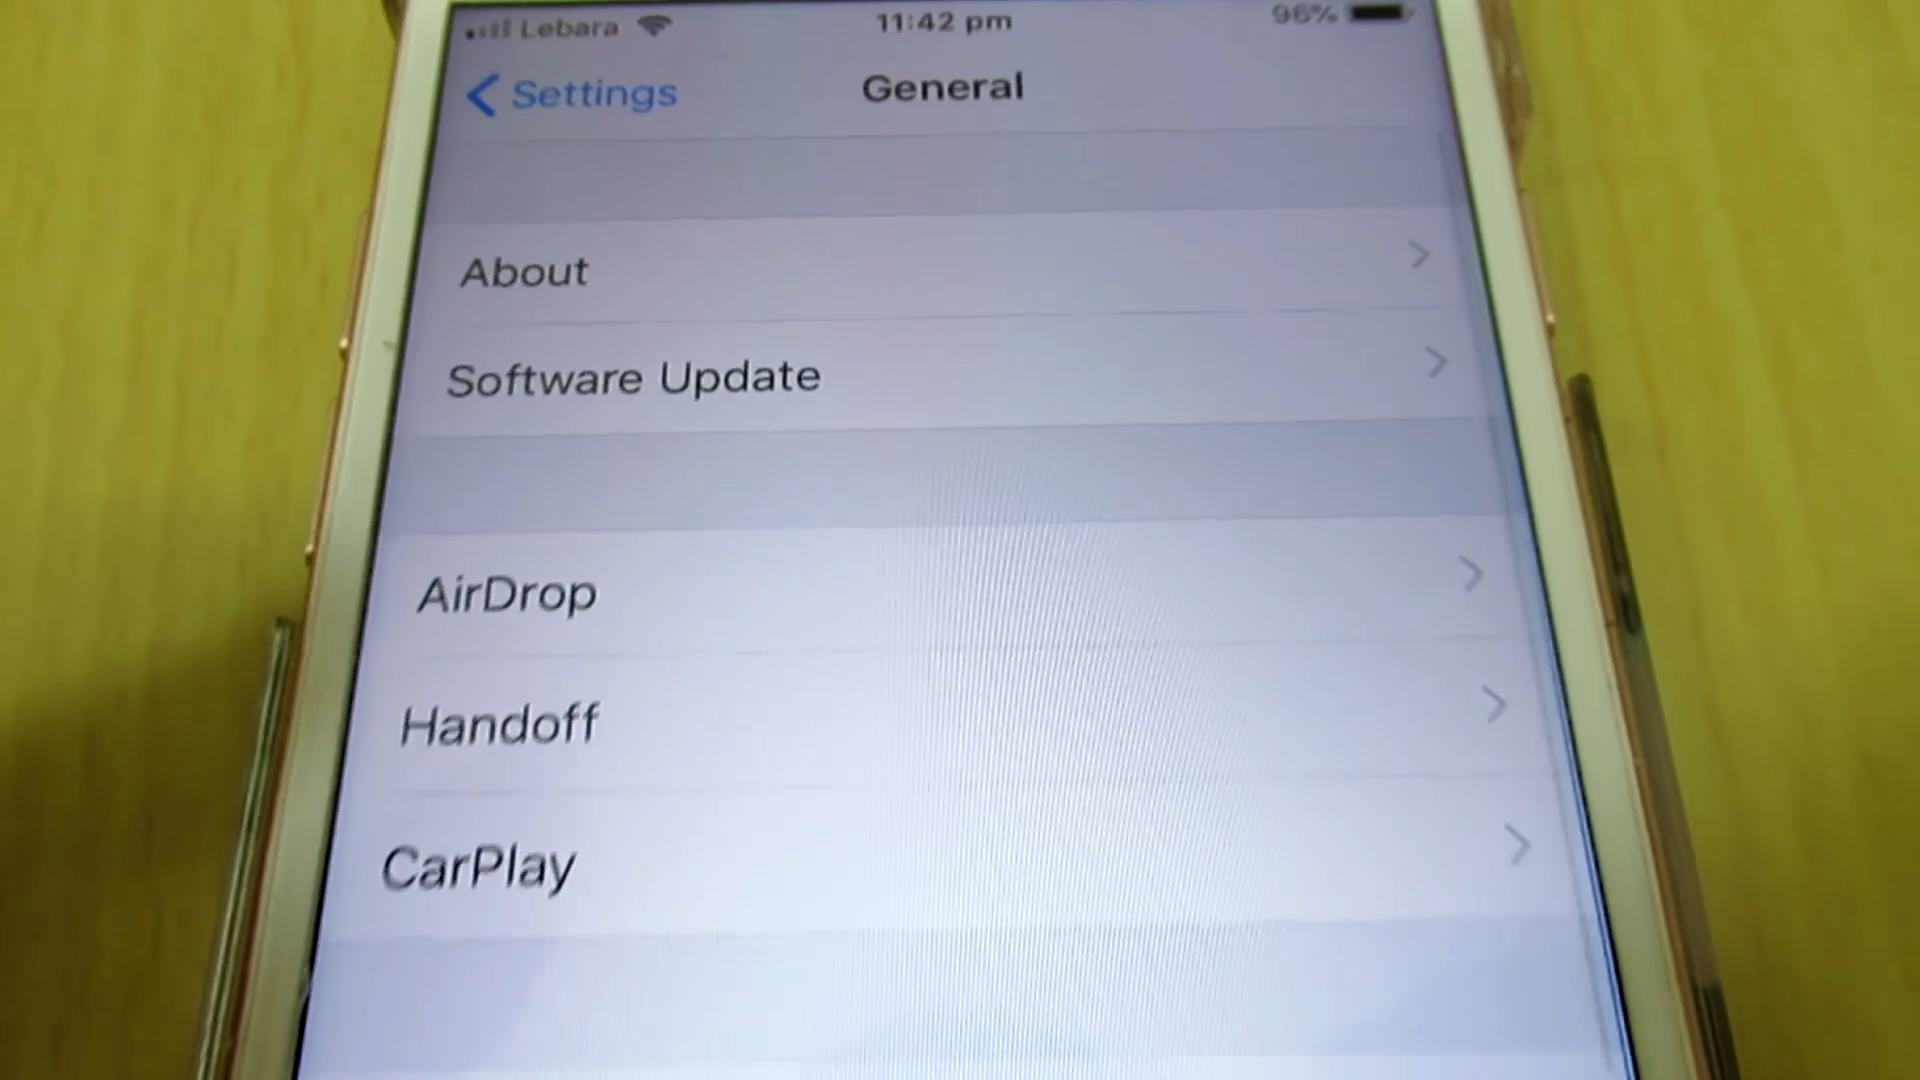 Lebara 11:42 pm 96%
Settings General
About
Software Update
AirDrop
Handoff
CarPlay